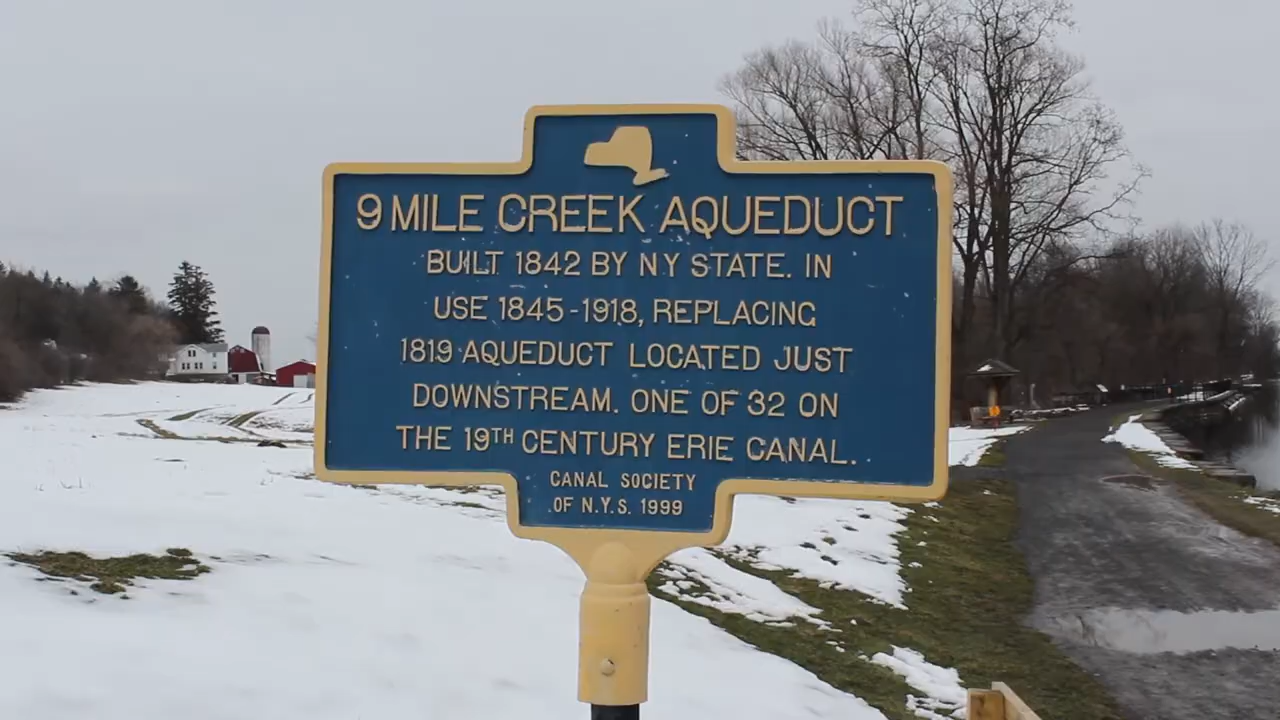 9 MILE CREEK AQUEDUCT
BUILT 1842 BY N.Y STATE. IN
USE 1845-1918, REPLACING
1819 AQUEDUCT LOCATED JUST
DOWNSTREAM. ONE OF 32 ON
THE 19TH CENTURY ERIE CANAL.
CANAL SOCIETY
OF N.Y.S. 1999